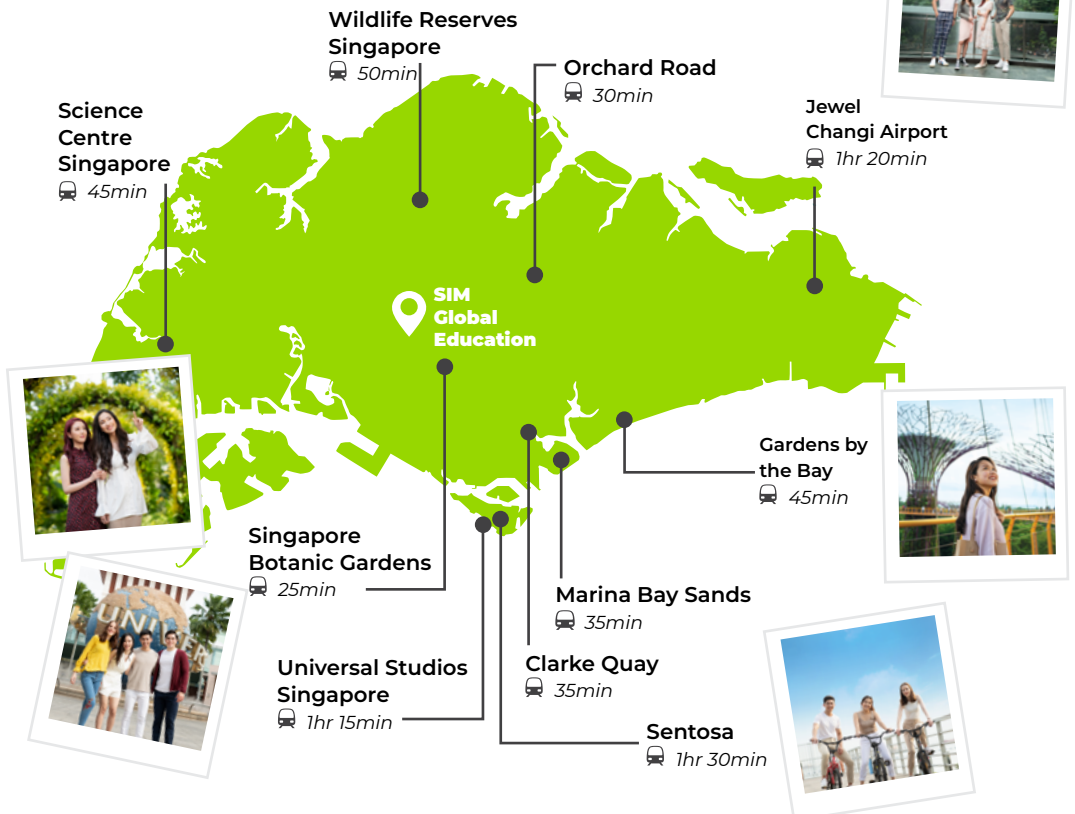 Wildlife Reserves
Singapore
50min
Orchard Road
30min
Science
Centre
Singapore
45min
Jewel
Changi Airport
1hr 20min
SIM
Global
Education
Gardens by
the Bay
45min
Singapore
Botanic Gardens
25min
Marina Bay Sands
35min
Clarke Quay
35min
Universal Studios
Singapore
1hr 15min
Sentosa
1hr 30min
UNIV